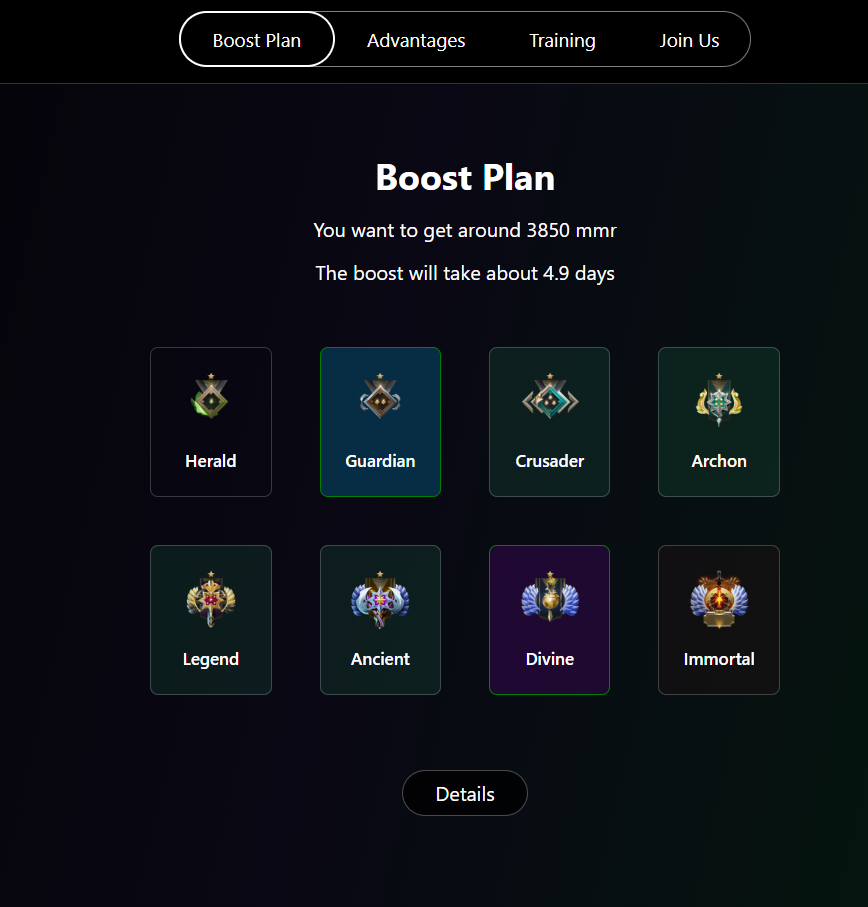 Boost Plan Advantages Training Join Us
Boost Plan
You want to get around 3850 mmr
The boost will take about 4.9 days
Herald Guardian Crusader Archon
Legend Ancient Divine Immortal
Details